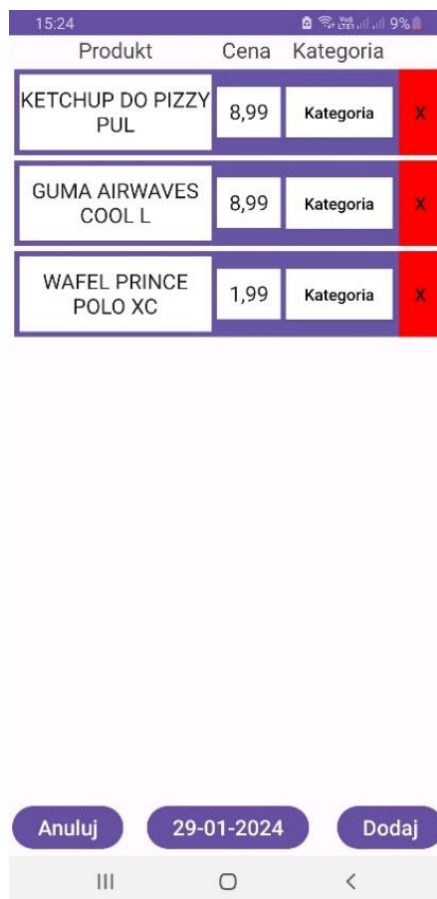 15:24 9%
Produkt Cena Kategoria
KETCHUP DO PIZZY
PUL 8,99 Kategoria X
GUMA AIRWAVES
COOL L 8,99 Kategoria X
WAFEL PRINCE
POLO XC 1,99 Kategoria X
Anuluj 29-01-2024 Dodaj